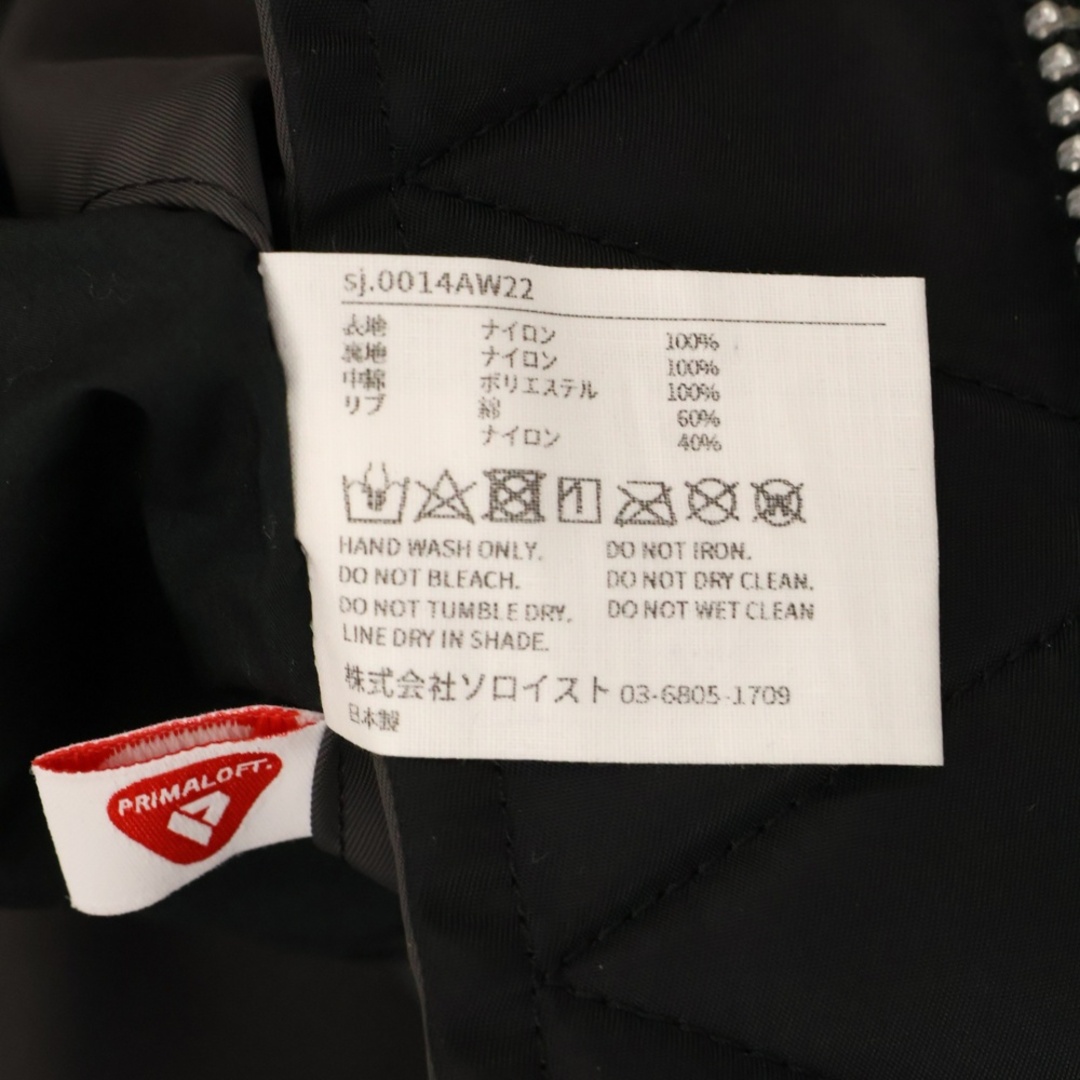 sj.0014AW22
表地 ナイロン 100%
裏地 ナイロン 100%
中綿 ポリエステル 100%
リブ 綿 60%
ナイロン 40%
HAND WASH ONLY. DO NOT IRON.
DO NOT BLEACH. DO NOT DRY CLEAN.
DO NOT TUMBLE DRY. DO NOT WET CLEAN
LINE DRY IN SHADE.
株式会社ソロイスト 03-6805-1709
日本製
PRIMALOFT.